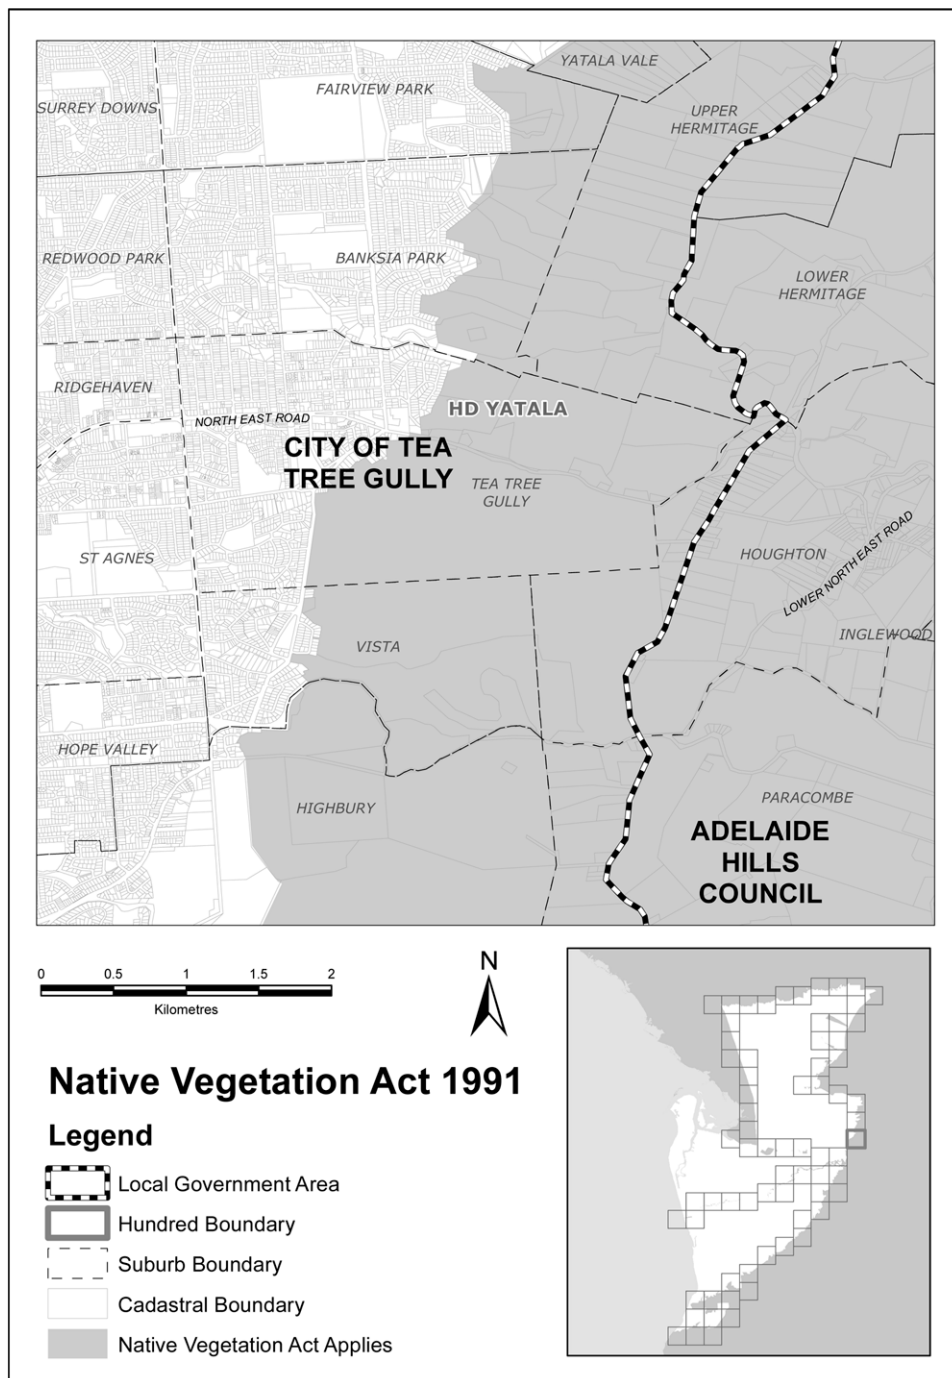 YATALA VALE
FAIRVIEW PARK
SURREY DOWNS
UPPER
HERMITAGE
REDWOOD PARK
BANKSIA PARK
LOWER
HERMITAGE
RIDGEHAVEN
NORTH EAST ROAD
HD YATALA
CITY OF TEA
TREE GULLY
TEA TREE
GULLY
ST AGNES
HOUGHTON
LOWER NORTH EAST ROAD
INGLEWOOD
VISTA
HOPE VALLEY
HIGHBURY
PARACOMBE
ADELAIDE
HILLS
COUNCIL
0 0.5 1 1.5 2
Kilometres
N
Native Vegetation Act 1991
Legend
Local Government Area
Hundred Boundary
Suburb Boundary
Cadastral Boundary
Native Vegetation Act Applies